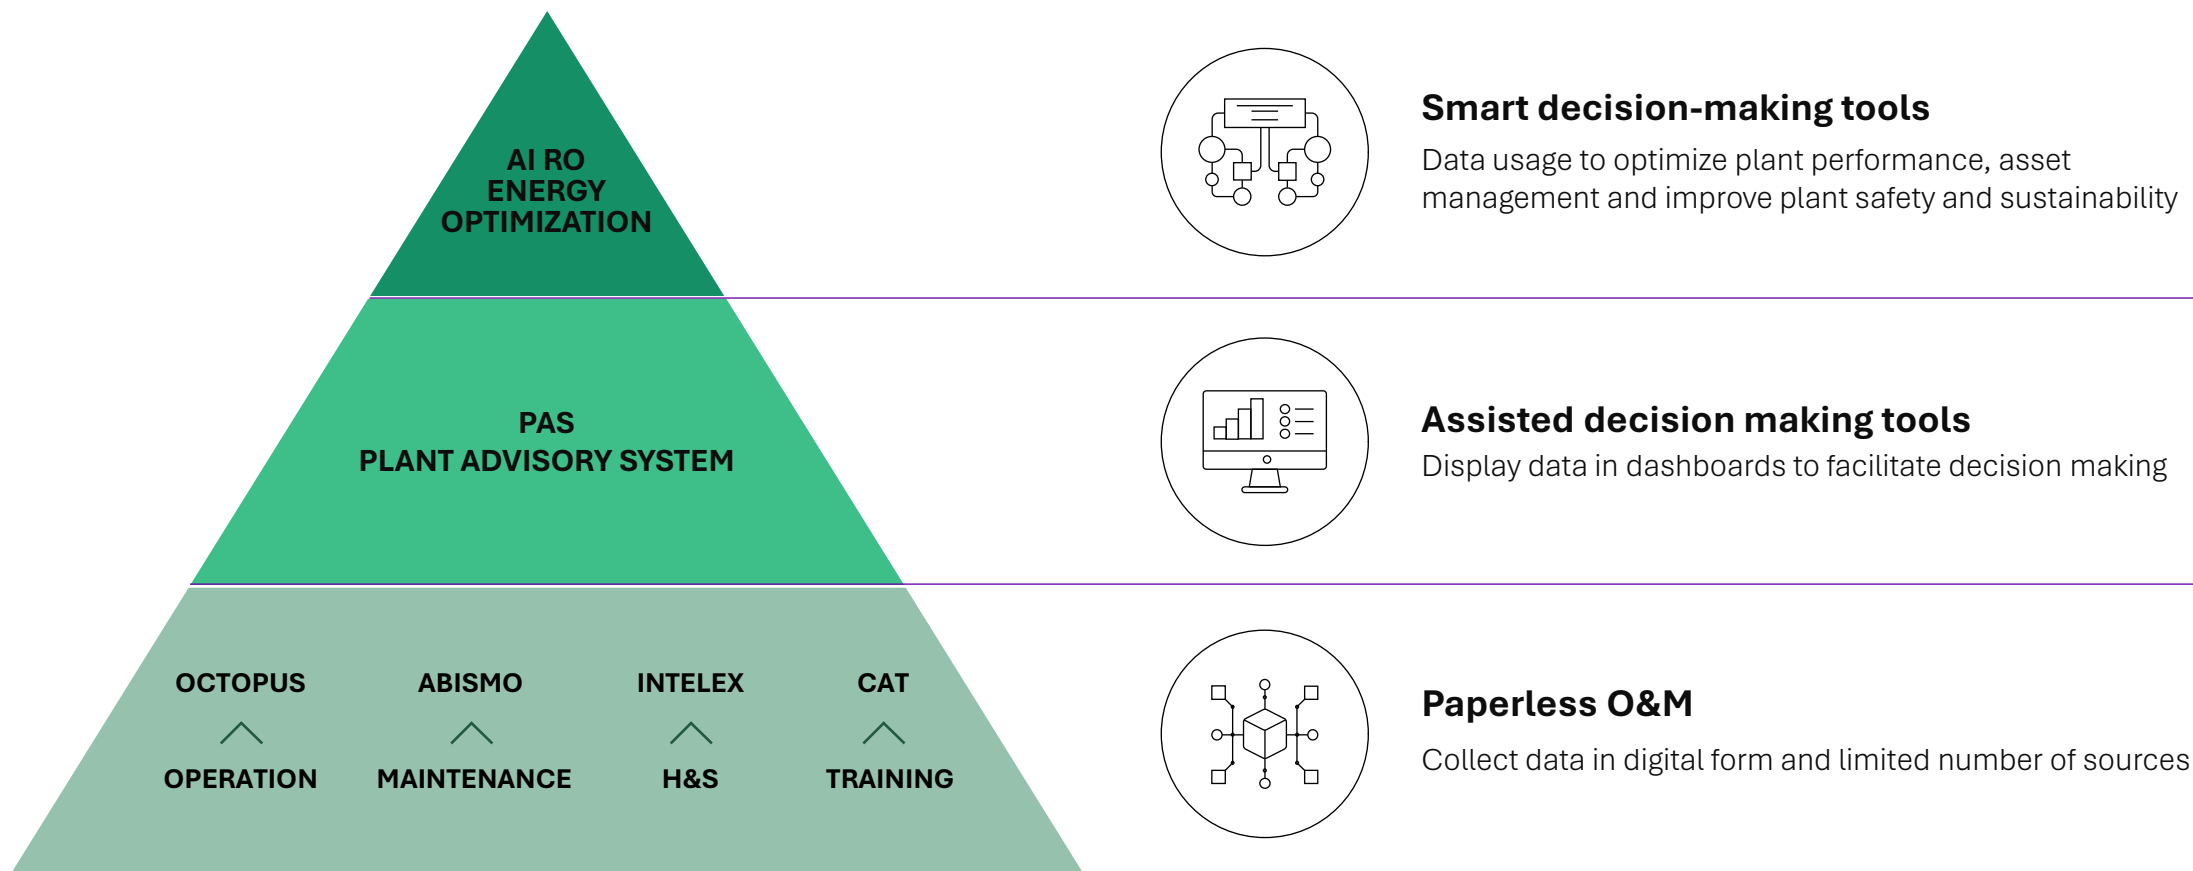 AI RO
ENERGY
OPTIMIZATION
Smart decision-making tools
Data usage to optimize plant performance, asset
management and improve plant safety and sustainability
PAS
PLANT ADVISORY SYSTEM
Assisted decision making tools
Display data in dashboards to facilitate decision making
OCTOPUS ABISMO INTELEX CAT
OPERATION MAINTENANCE H&S TRAINING
Paperless O&M
Collect data in digital form and limited number of sources